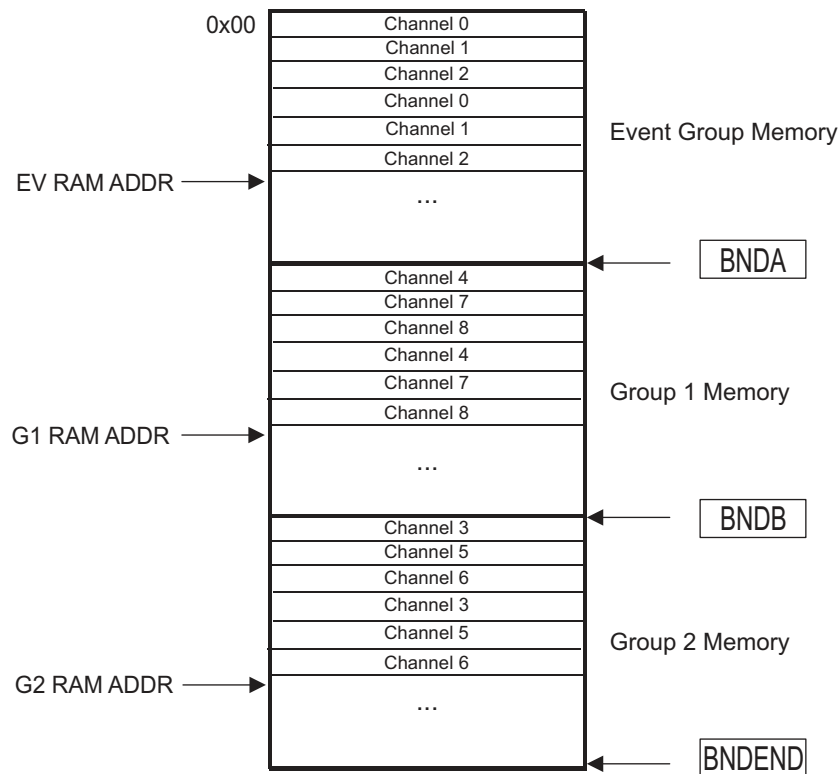 0x00
Channel 0
Channel 1
Channel 2
Channel 0
Channel 1
Channel 2
...
Event Group Memory
EV RAM ADDR
BNDA
Channel 4
Channel 7
Channel 8
Channel 4
Channel 7
Channel 8
...
Group 1 Memory
G1 RAM ADDR
BNDB
Channel 3
Channel 5
Channel 6
Channel 3
Channel 5
Channel 6
...
Group 2 Memory
G2 RAM ADDR
BNDEND